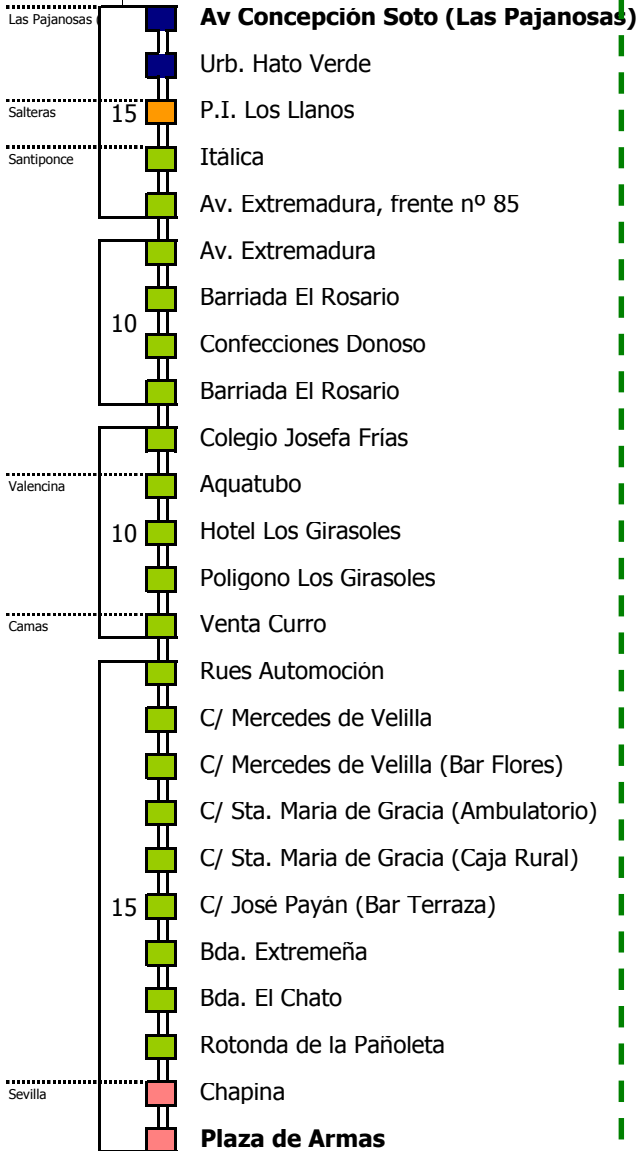 Las Pajanosas (
Av Concepción Soto (Las Pajanosas)
Urb. Hato Verde
Salteras
15
P.I. Los Llanos
Santiponce
Itálica
Av. Extremadura, frente nº 85
Av. Extremadura
Barriada El Rosario
10
Confecciones Donoso
Barriada El Rosario
Colegio Josefa Frías
Valencina
Aquatubo
10
Hotel Los Girasoles
Poligono Los Girasoles
Camas
Venta Curro
Rues Automoción
C/ Mercedes de Velilla
C/ Mercedes de Velilla (Bar Flores)
C/ Sta. Maria de Gracia (Ambulatorio)
C/ Sta. Maria de Gracia (Caja Rural)
15
C/ José Payán (Bar Terraza)
Bda. Extremeña
Bda. El Chato
Rotonda de la Pañoleta
Sevilla
Chapina
Plaza de Armas